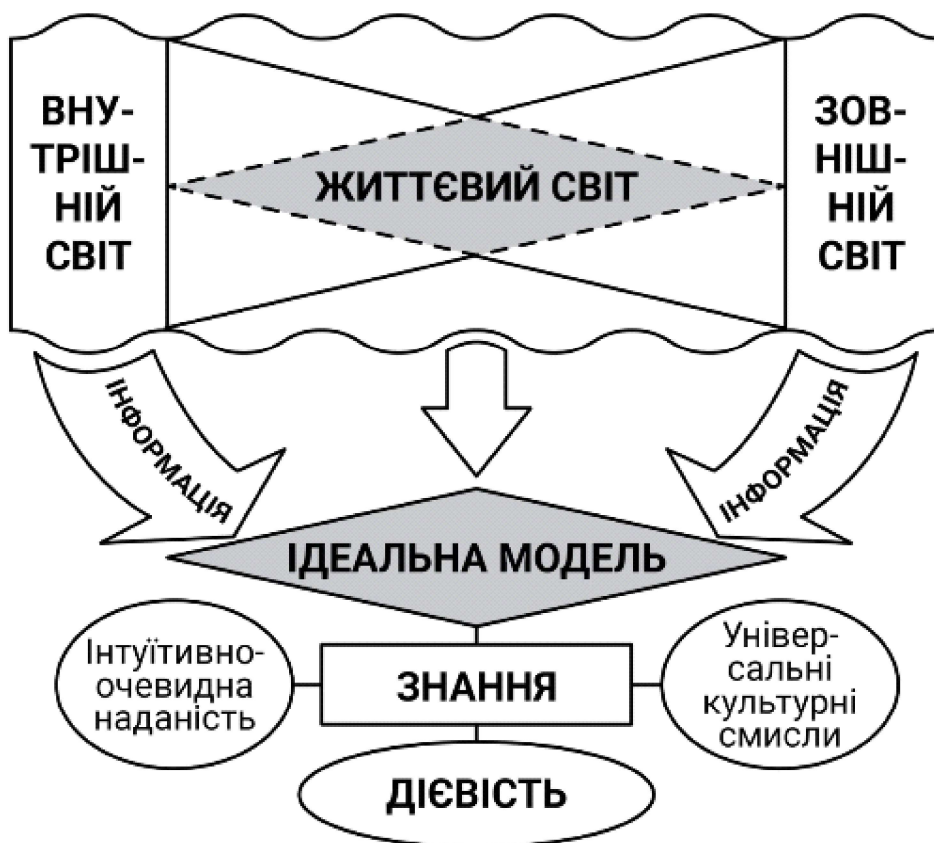 ВНУ-
ТРІШ-
НІЙ
СВІТ
ЖИТТЄВИЙ СВІТ
ЗОВ-
НІШ-
НІЙ
СВІТ
ІНФОРМАЦІЯ
ІНФОРМАЦІЯ
ІДЕАЛЬНА МОДЕЛЬ
Інтуїтивно-
очевидна
наданість
ЗНАННЯ
Універ-
сальні
культурні
смисли
ДІЄВІСТЬ